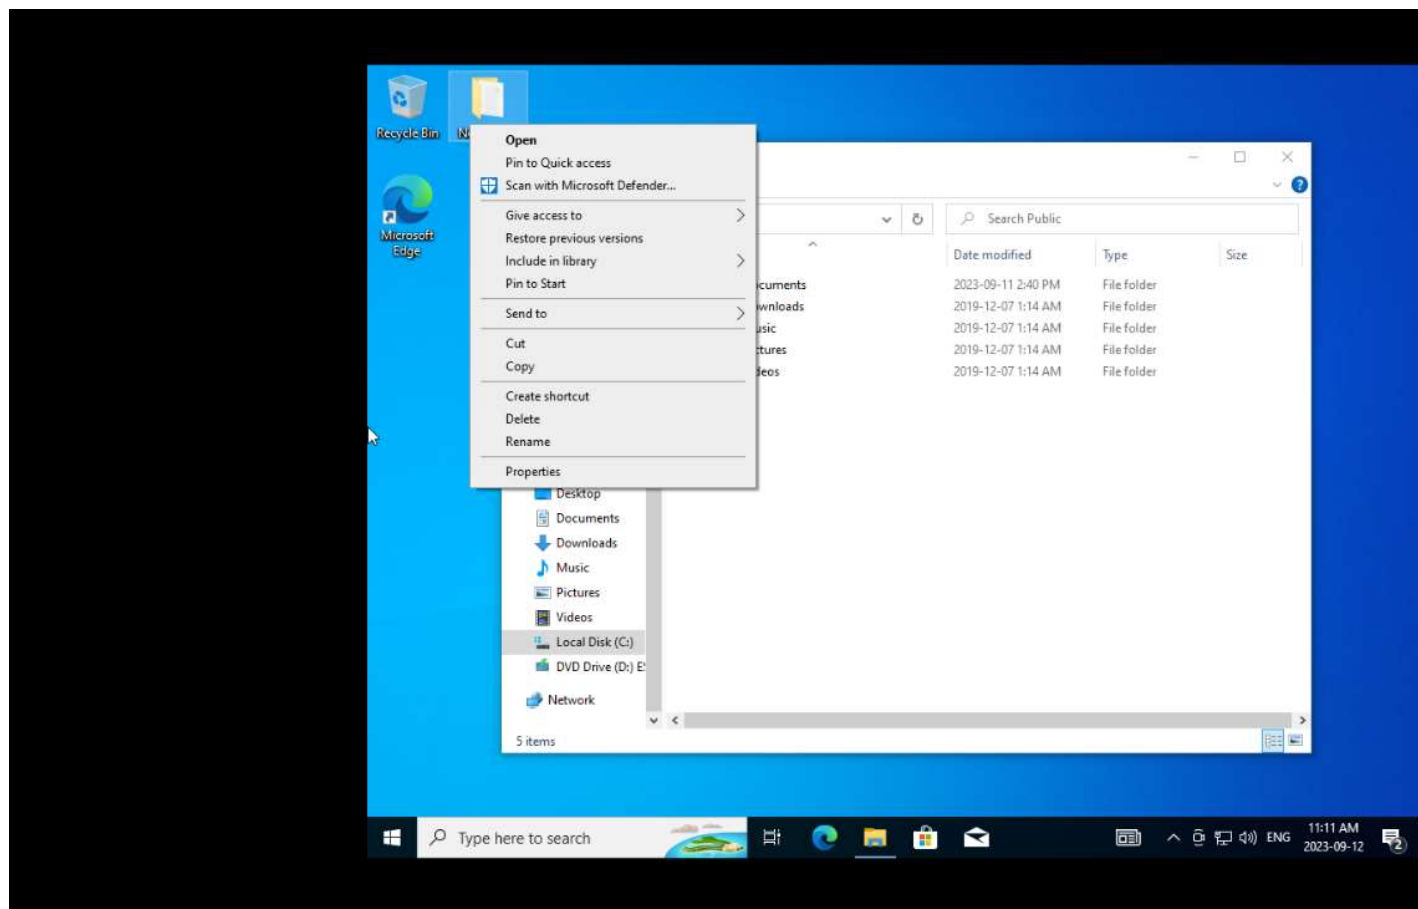 Recycle Bin
Microsoft
Edge
Open
Pin to Quick access
Scan with Microsoft Defender...
Give access to
Restore previous versions
Include in library
Pin to Start
Send to
Cut
Copy
Create shortcut
Delete
Rename
Properties
Search Public
Date modified Type Size
cuments 2023-09-11 2:40 PM File folder
wnloads 2019-12-07 1:14 AM File folder
usic 2019-12-07 1:14 AM File folder
ctures 2019-12-07 1:14 AM File folder
deos 2019-12-07 1:14 AM File folder
Desktop
Documents
Downloads
Music
Pictures
Videos
Local Disk (C:)
DVD Drive (D:)
Network
5 items
Type here to search
ENG
11:11 AM
2023-09-12
2